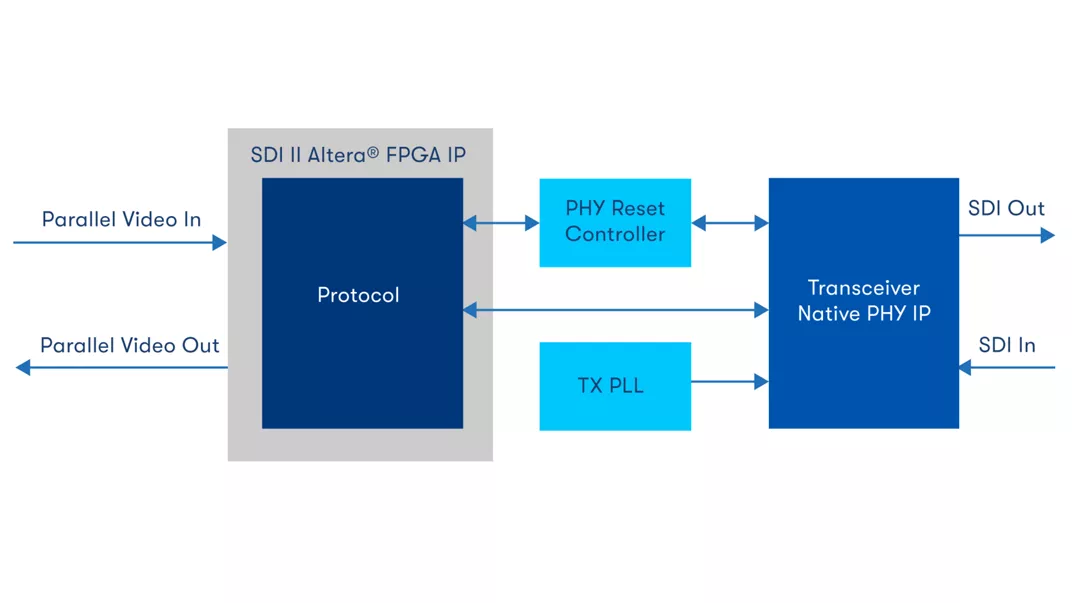 SDI II Altera® FPGA IP
Parallel Video In
Parallel Video Out
Protocol
PHY Reset
Controller
TX PLL
Transceiver
Native PHY IP
SDI Out
SDI In